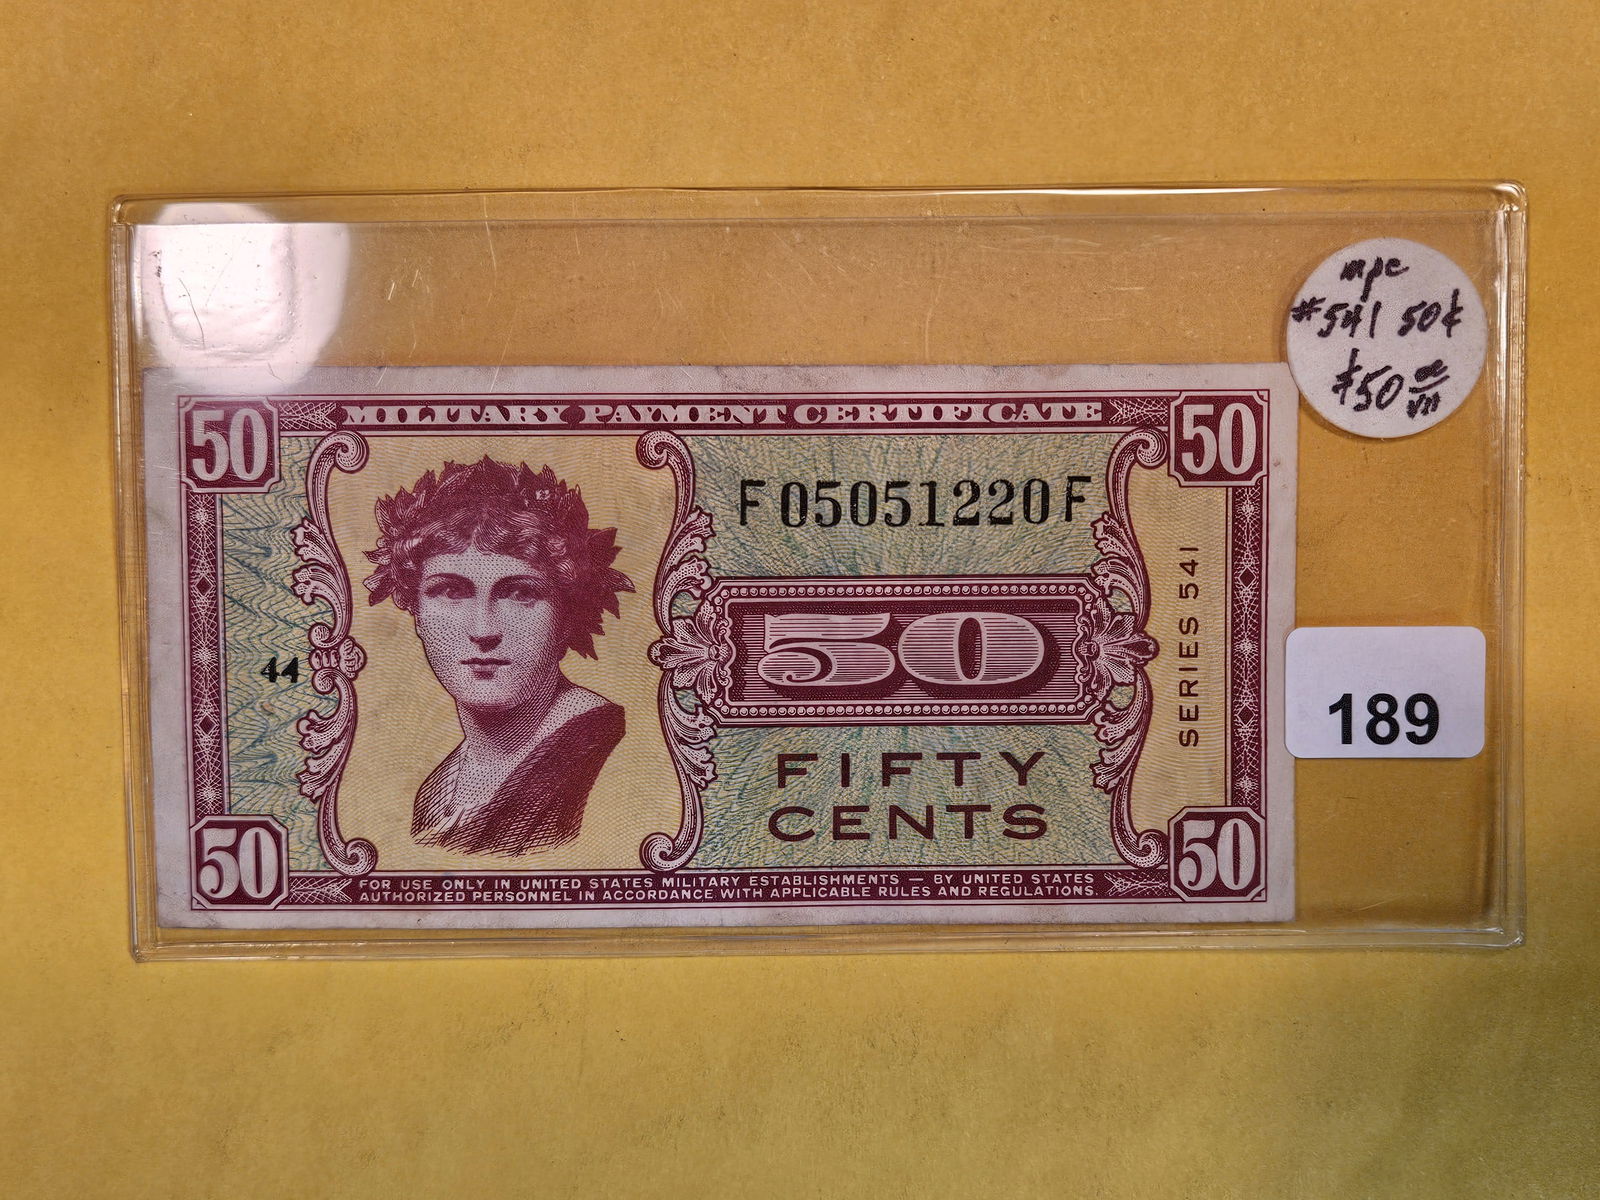 mpc
#541 50¢
$50
50 MILITARY PAYMENT CERTIFICATE 50
F05051220F
44
50
SERIES 541
189
FIFTY
CENTS
50 50
FOR USE ONLY IN UNITED STATES MILITARY ESTABLISHMENTS — BY UNITED STATES
AUTHORIZED PERSONNEL IN ACCORDANCE WITH APPLICABLE RULES AND REGULATIONS.